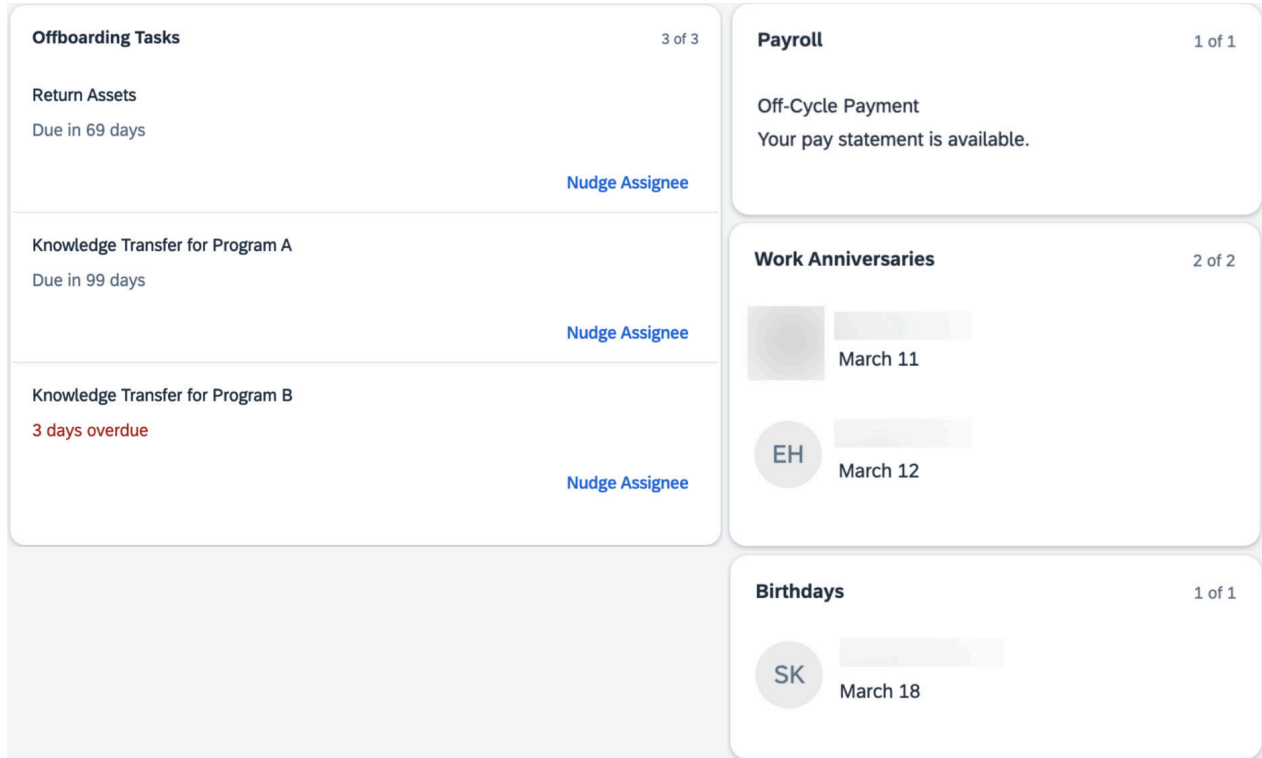 Offboarding Tasks
3 of 3
Return Assets
Due in 69 days
Nudge Assignee
Knowledge Transfer for Program A
Due in 99 days
Nudge Assignee
Knowledge Transfer for Program B
3 days overdue
Nudge Assignee
Payroll
1 of 1
Off-Cycle Payment
Your pay statement is available.
Work Anniversaries
2 of 2
March 11
EH
March 12
Birthdays
1 of 1
SK
March 18